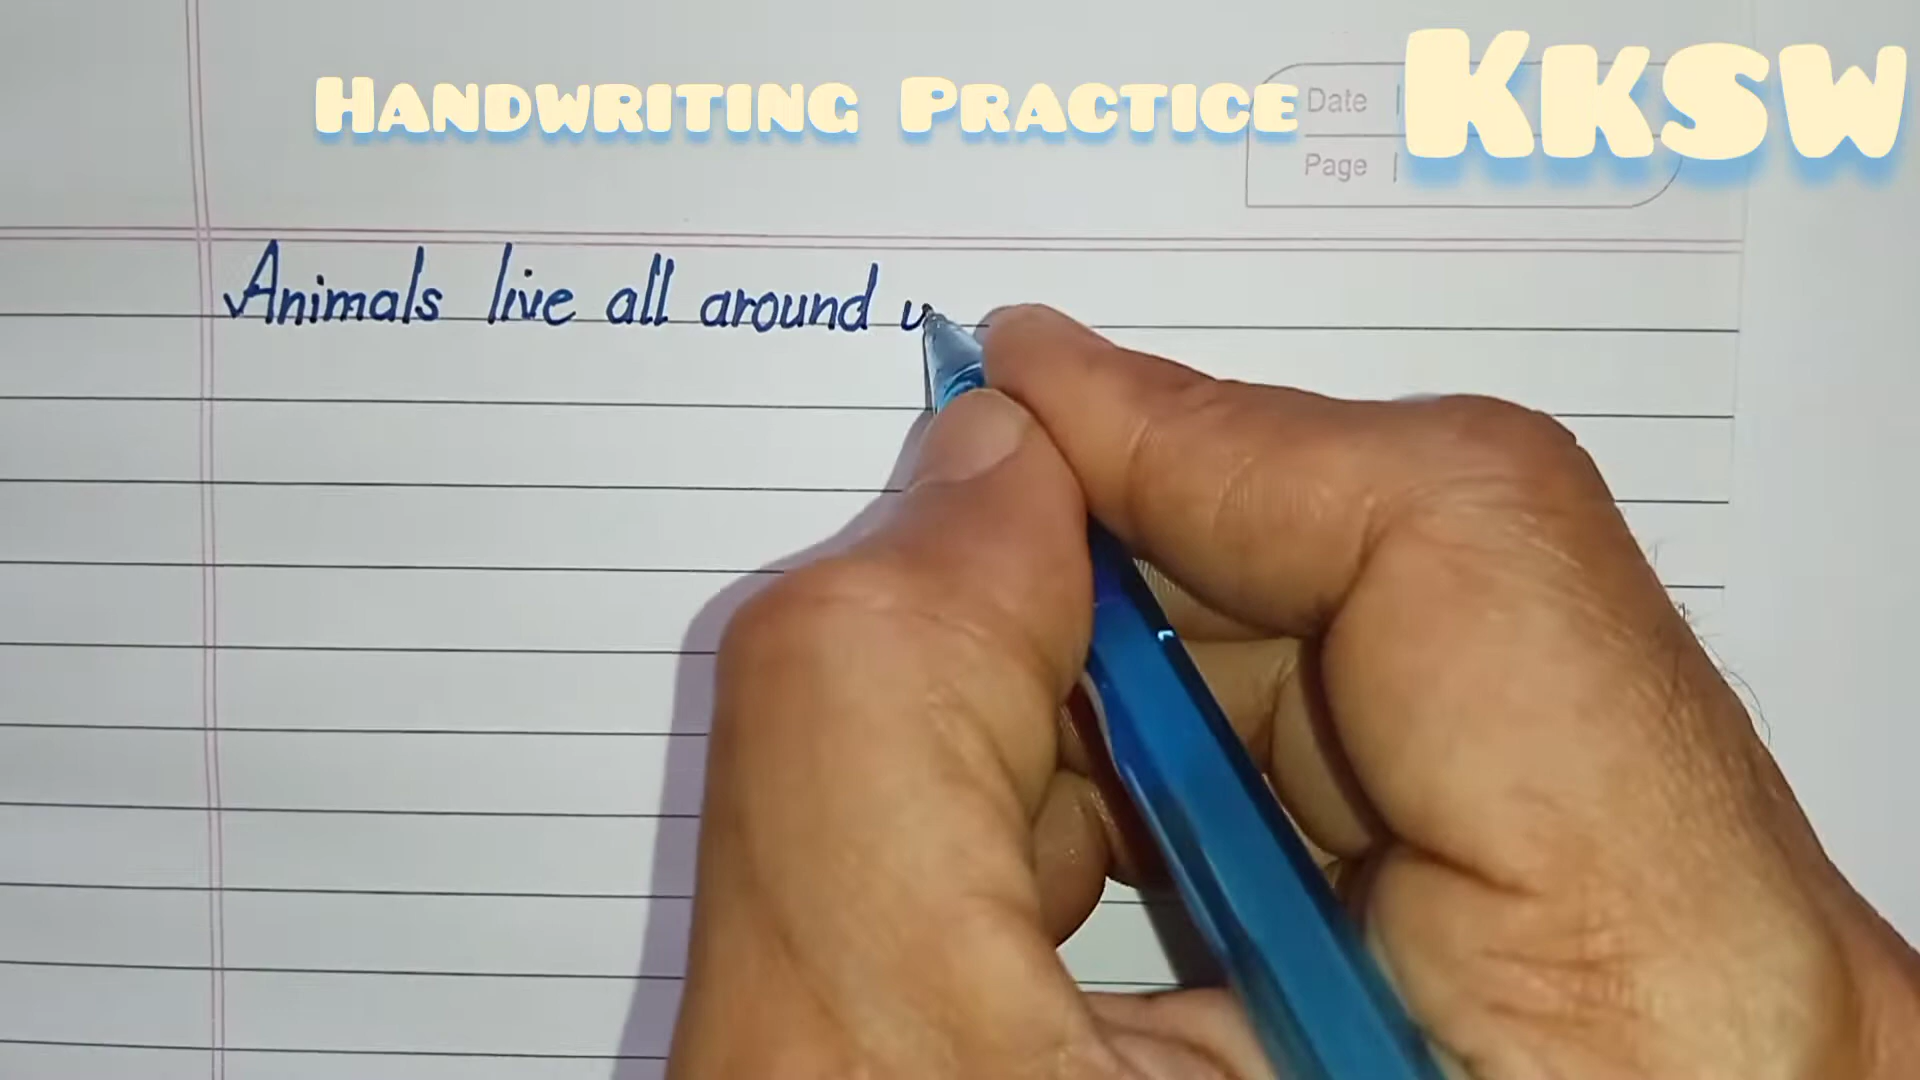 Handwriting Practice
Kksw
Date
Page
Animals live all around u